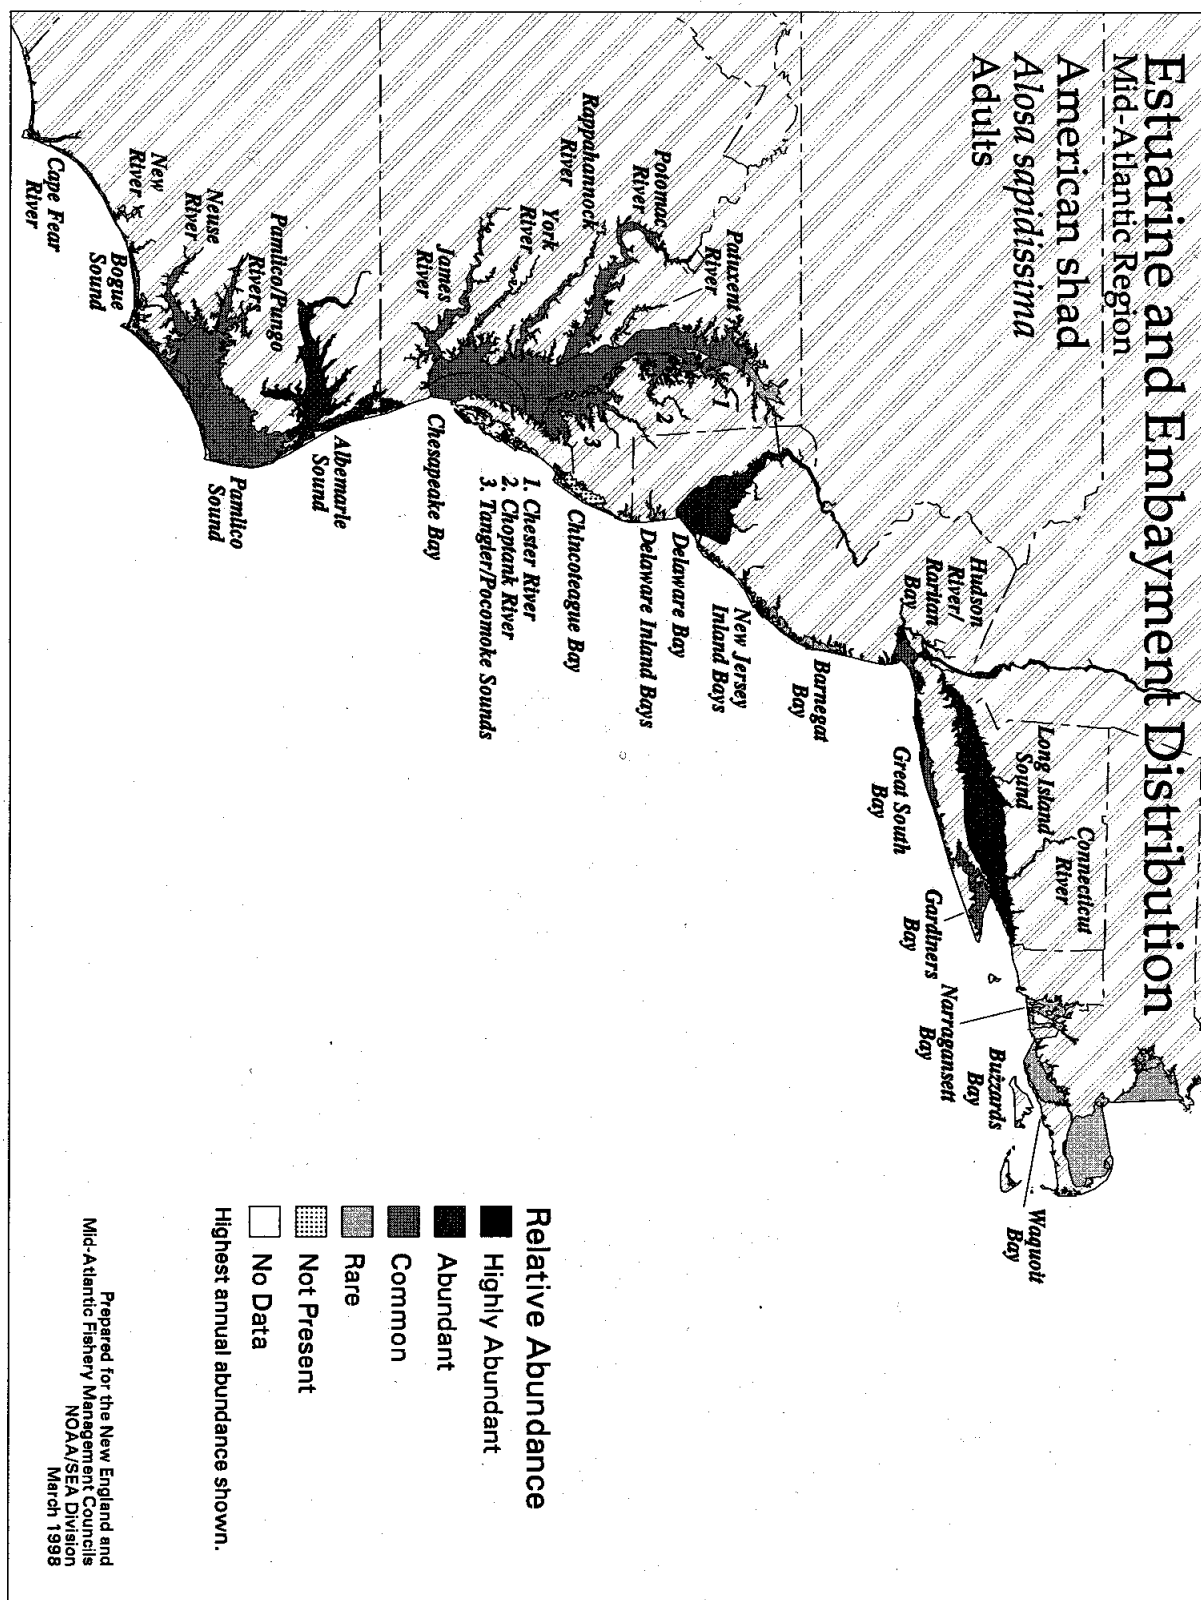 Estuarine and Embayment Distribution
Mid-Atlantic Region
American shad
Alosa sapidissima
Adults
Hudson
River/
Raritan
Bay
Long Island
Sound
Connecticut
River
Great South
Bay
Gardiners
Bay
Narragansett
Bay
Buzzards
Bay
Waquoit
Bay
Barnegat
Bay
New Jersey
Inland Bays
Delaware Bay
Delaware Inland Bays
Chincoteague Bay
1. Chester River
2. Choptank River
3. Tangier/Pocomoke Sounds
1
2
3
Patuxent
River
Potomac
River
Rappahannock
River
York
River
James
River
Chesapeake Bay
Albemarle
Sound
Pamlico
Sound
Pamlico/Pungo
Rivers
Neuse
River
New
River
Bogue
Sound
Cape Fear
River
Relative Abundance
Highly Abundant
Abundant
Common
Rare
Not Present
No Data
Highest annual abundance shown.
Prepared for the New England and
Mid-Atlantic Fishery Management Councils
NOAA/SEA Division
March 1998